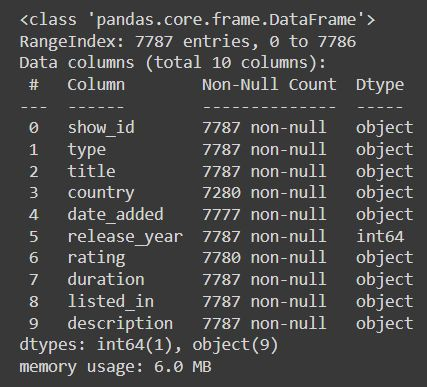 <class 'pandas.core.frame.DataFrame'>
RangeIndex: 7787 entries, 0 to 7786
Data columns (total 10 columns):
 #   Column        Non-Null Count  Dtype
---  ------        --------------  -----
 0   show_id       7787 non-null   object
 1   type          7787 non-null   object
 2   title         7787 non-null   object
 3   country       7280 non-null   object
 4   date_added    7777 non-null   object
 5   release_year  7787 non-null   int64
 6   rating        7780 non-null   object
 7   duration      7787 non-null   object
 8   listed_in     7787 non-null   object
 9   description   7787 non-null   object
dtypes: int64(1), object(9)
memory usage: 6.0 MB